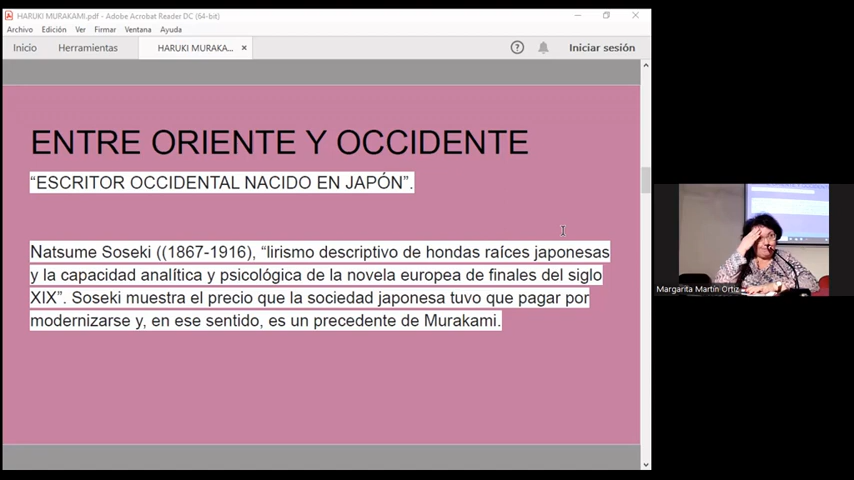 HARUKI MURAKAMI.pdf - Adobe Acrobat Reader DC (64-bit)
Archivo Edición Ver Firmar Ventana Ayuda
Inicio Herramientas HARUKI MURAKA... × Iniciar sesión
ENTRE ORIENTE Y OCCIDENTE
“ESCRITOR OCCIDENTAL NACIDO EN JAPÓN”.
Natsume Soseki ((1867-1916), “lirismo descriptivo de hondas raíces japonesas
y la capacidad analítica y psicológica de la novela europea de finales del siglo
XIX”. Soseki muestra el precio que la sociedad japonesa tuvo que pagar por
modernizarse y, en ese sentido, es un precedente de Murakami.
Margarita Martín Ortiz